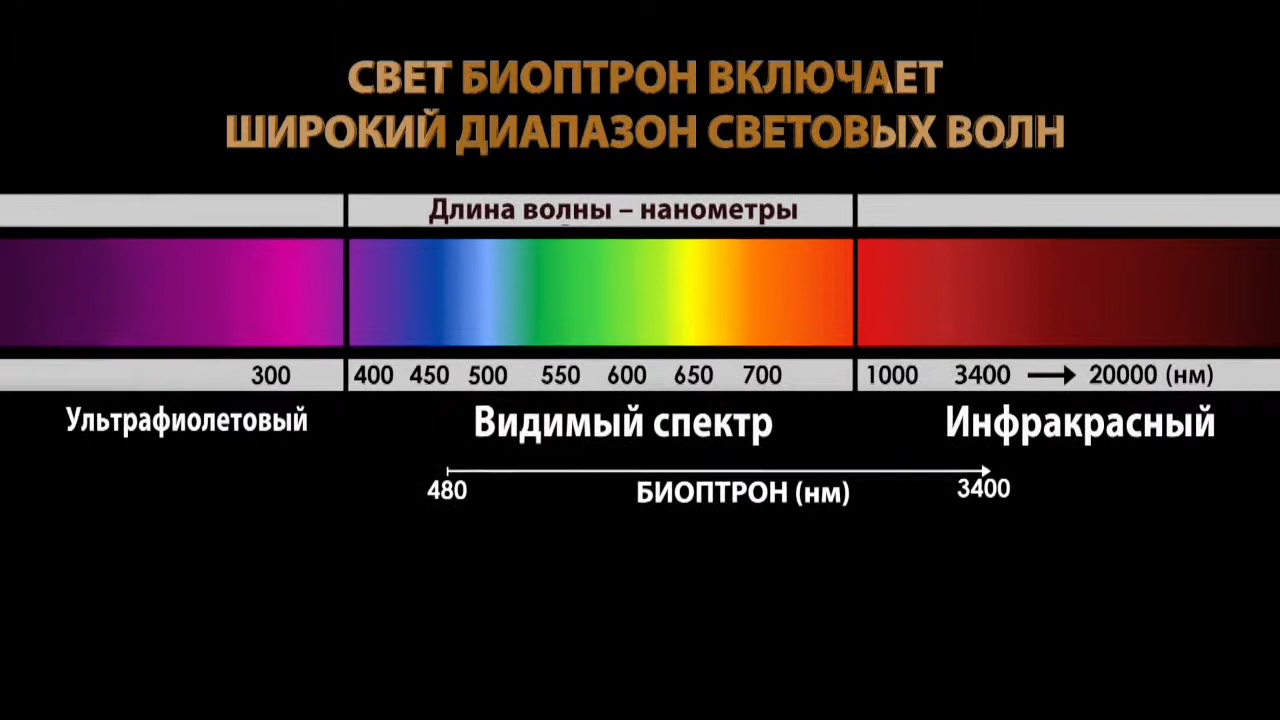 СВЕТ БИОПТРОН ВКЛЮЧАЕТ
ШИРОКИЙ ДИАПАЗОН СВЕТОВЫХ ВОЛН
Длина волны – нанометры
300 400 450 500 550 600 650 700 1000 3400 → 20000 (нм)
Ультрафиолетовый Видимый спектр Инфракрасный
480 БИОПТРОН (нм) 3400